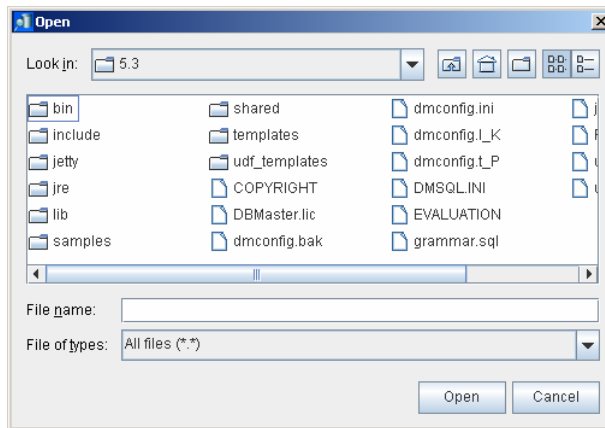 Open
Look in: 5.3
bin shared dmconfig.ini j
include templates dmconfig.l_K
jetty udf_templates dmconfig.t_P u
jre COPYRIGHT DMSQL.INI u
lib DBMaster.lic EVALUATION
samples dmconfig.bak grammar.sql
File name:
File of types: All files (*.*)
Open Cancel